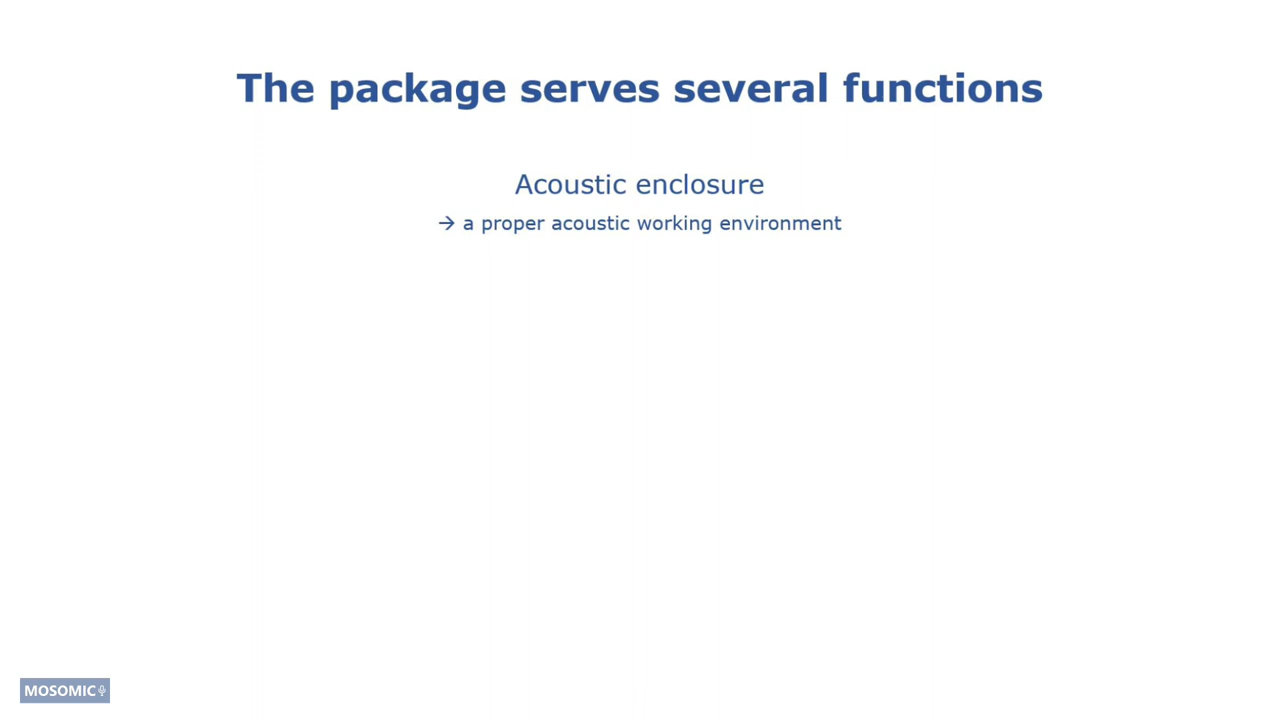 The package serves several functions
Acoustic enclosure
→ a proper acoustic working environment
MOSOMIC